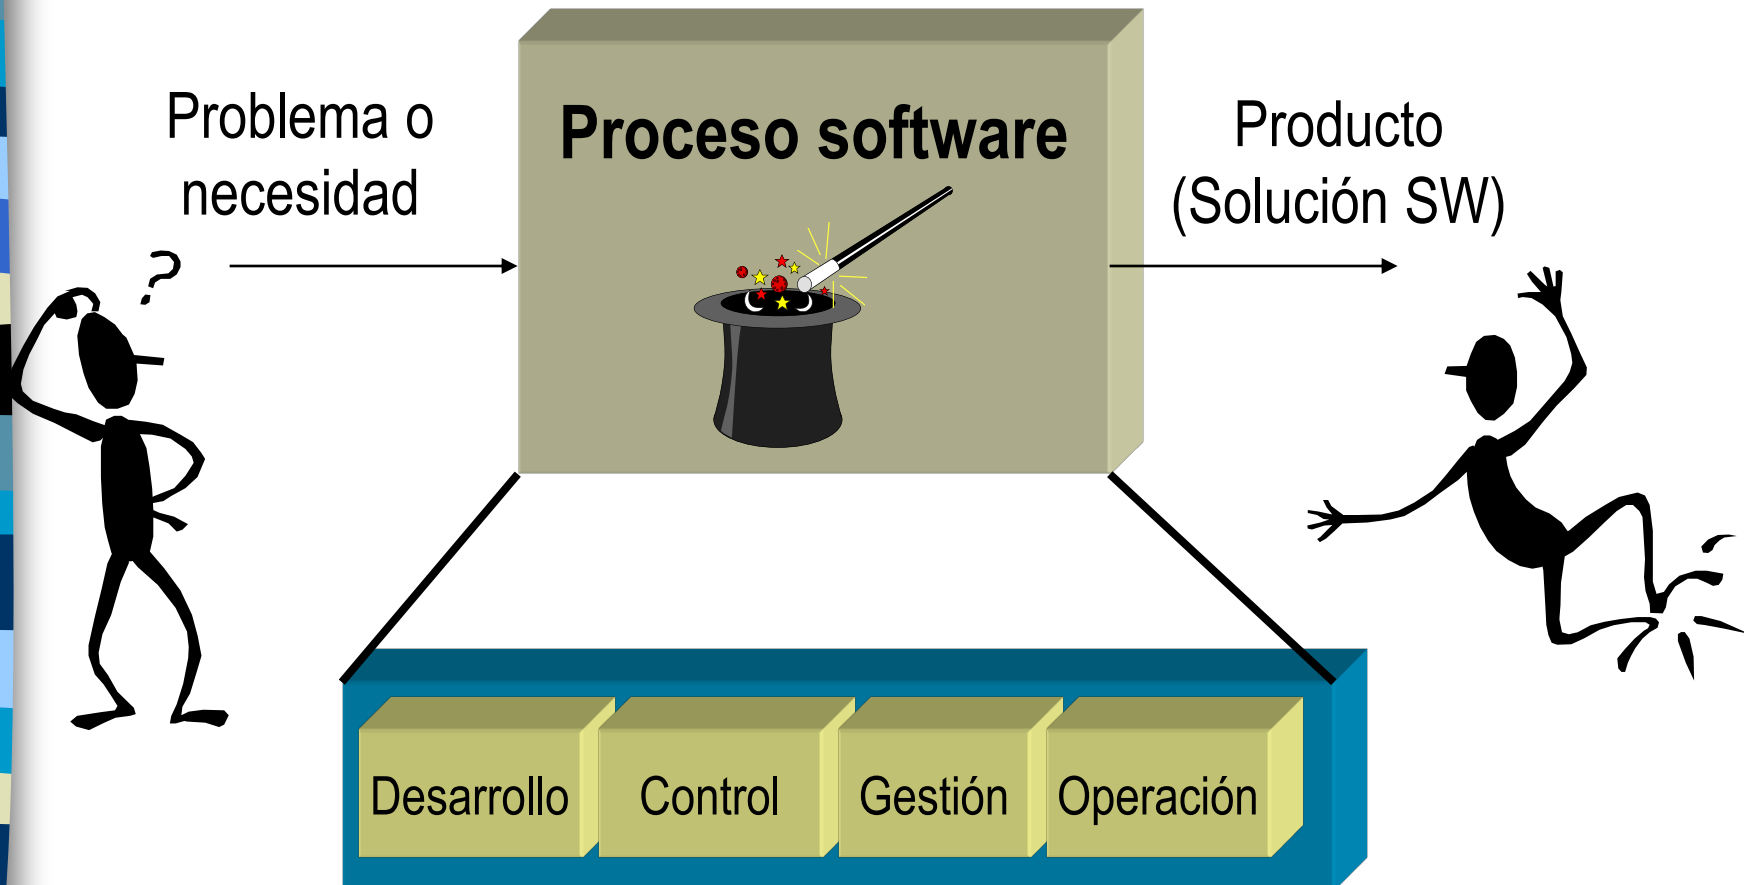 Problema o
necesidad
?
Proceso software
Producto
(Solución SW)
Desarrollo
Control
Gestión
Operación